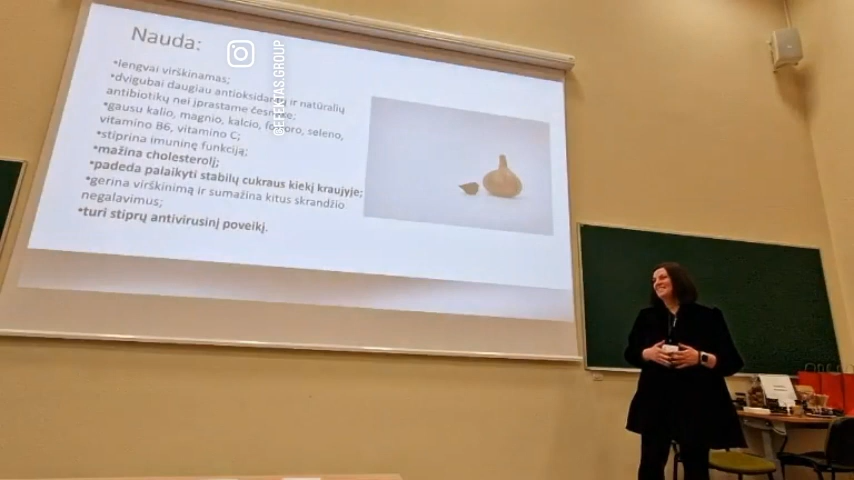 Nauda:
•lengvai virškinamas;
•dvigubai daugiau antioksidantų ir natūralių
antibiotikų nei įprastame česnake;
•gausu kalio, magnio, kalcio, fosforo, seleno,
vitamino B6, vitamino C;
•stiprina imuninę funkciją;
•mažina cholesterolį;
•padeda palaikyti stabilų cukraus kiekį kraujyje;
•gerina virškinimą ir sumažina kitus skrandžio
negalavimus;
•turi stiprų antivirusinį poveikį.
@EFEKTAS.GROUP